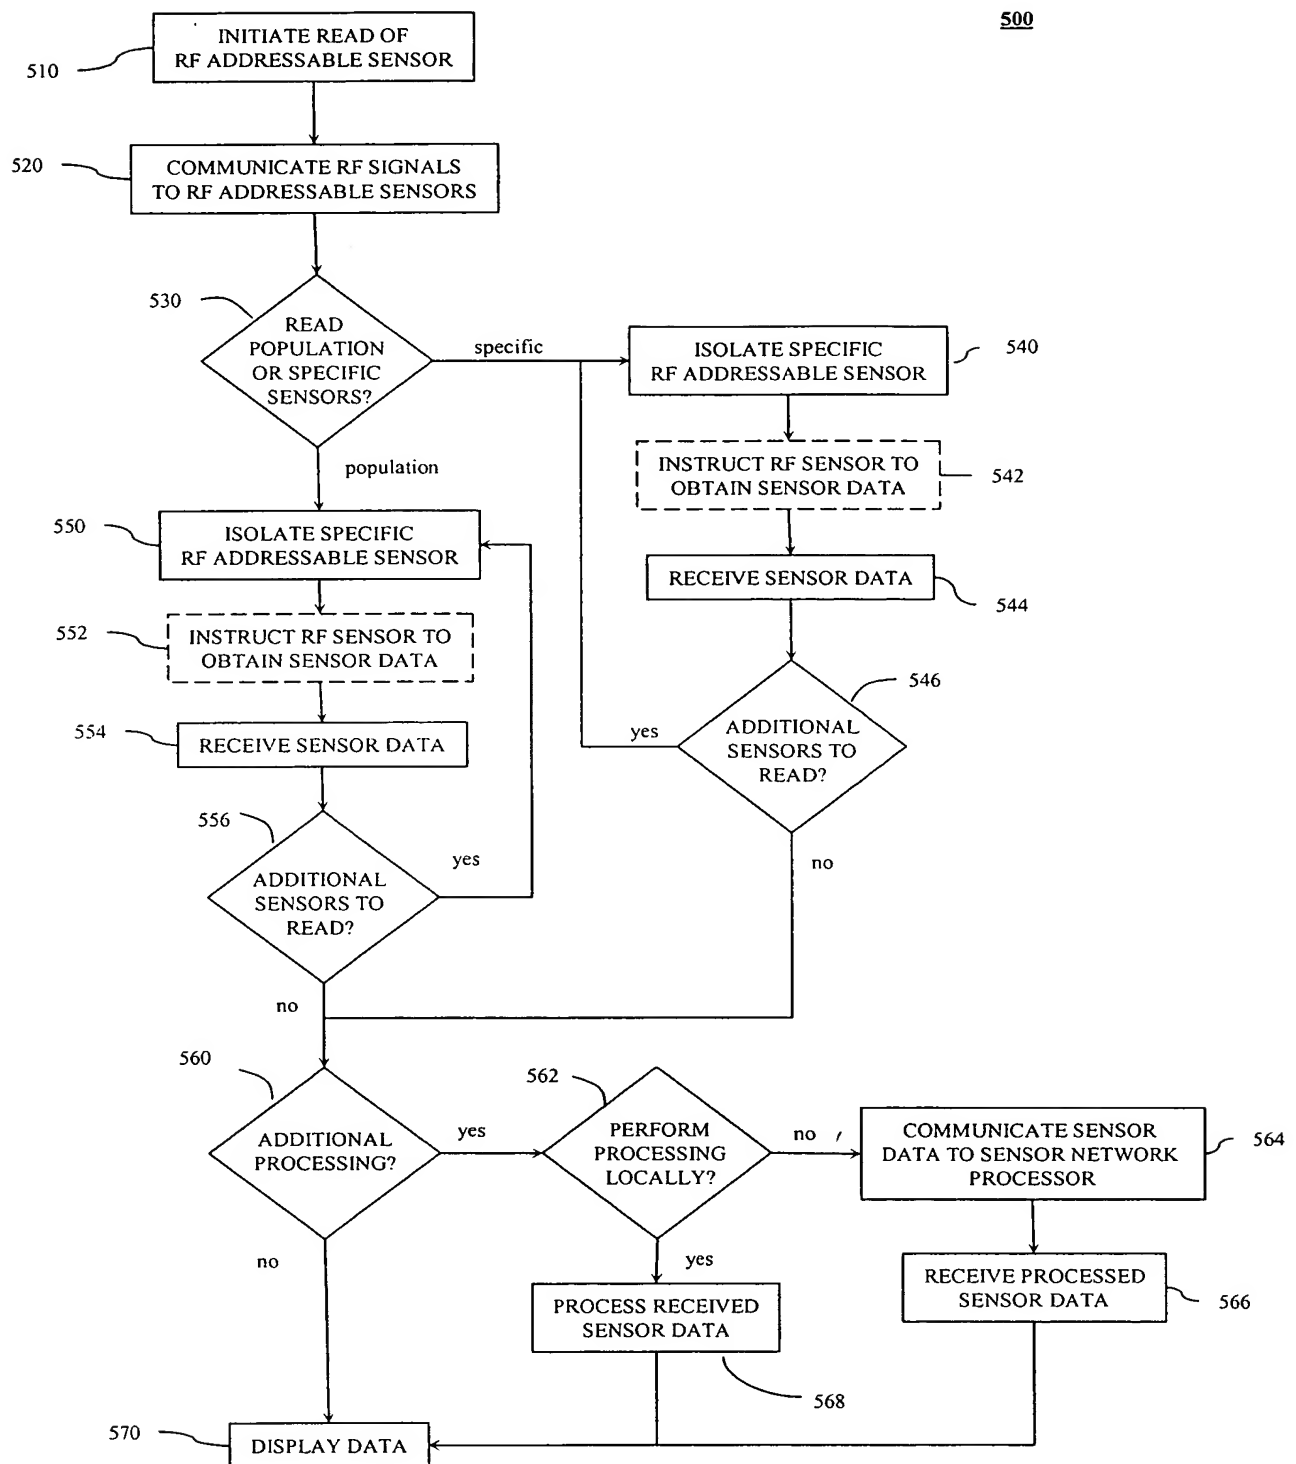 500
INITIATE READ OF
RF ADDRESSABLE SENSOR
510
520
COMMUNICATE RF SIGNALS
TO RF ADDRESSABLE SENSORS
530
READ
POPULATION
OR SPECIFIC
SENSORS?
specific
ISOLATE SPECIFIC
RF ADDRESSABLE SENSOR
540
population
INSTRUCT RF SENSOR TO
OBTAIN SENSOR DATA
542
550
ISOLATE SPECIFIC
RF ADDRESSABLE SENSOR
RECEIVE SENSOR DATA
544
552
INSTRUCT RF SENSOR TO
OBTAIN SENSOR DATA
546
554
RECEIVE SENSOR DATA
yes
ADDITIONAL
SENSORS TO
READ?
556
yes
ADDITIONAL
SENSORS TO
READ?
no
no
560
562
ADDITIONAL
PROCESSING?
yes
PERFORM
PROCESSING
LOCALLY?
no
COMMUNICATE SENSOR
DATA TO SENSOR NETWORK
PROCESSOR
564
no
yes
RECEIVE PROCESSED
SENSOR DATA
566
PROCESS RECEIVED
SENSOR DATA
568
570
DISPLAY DATA